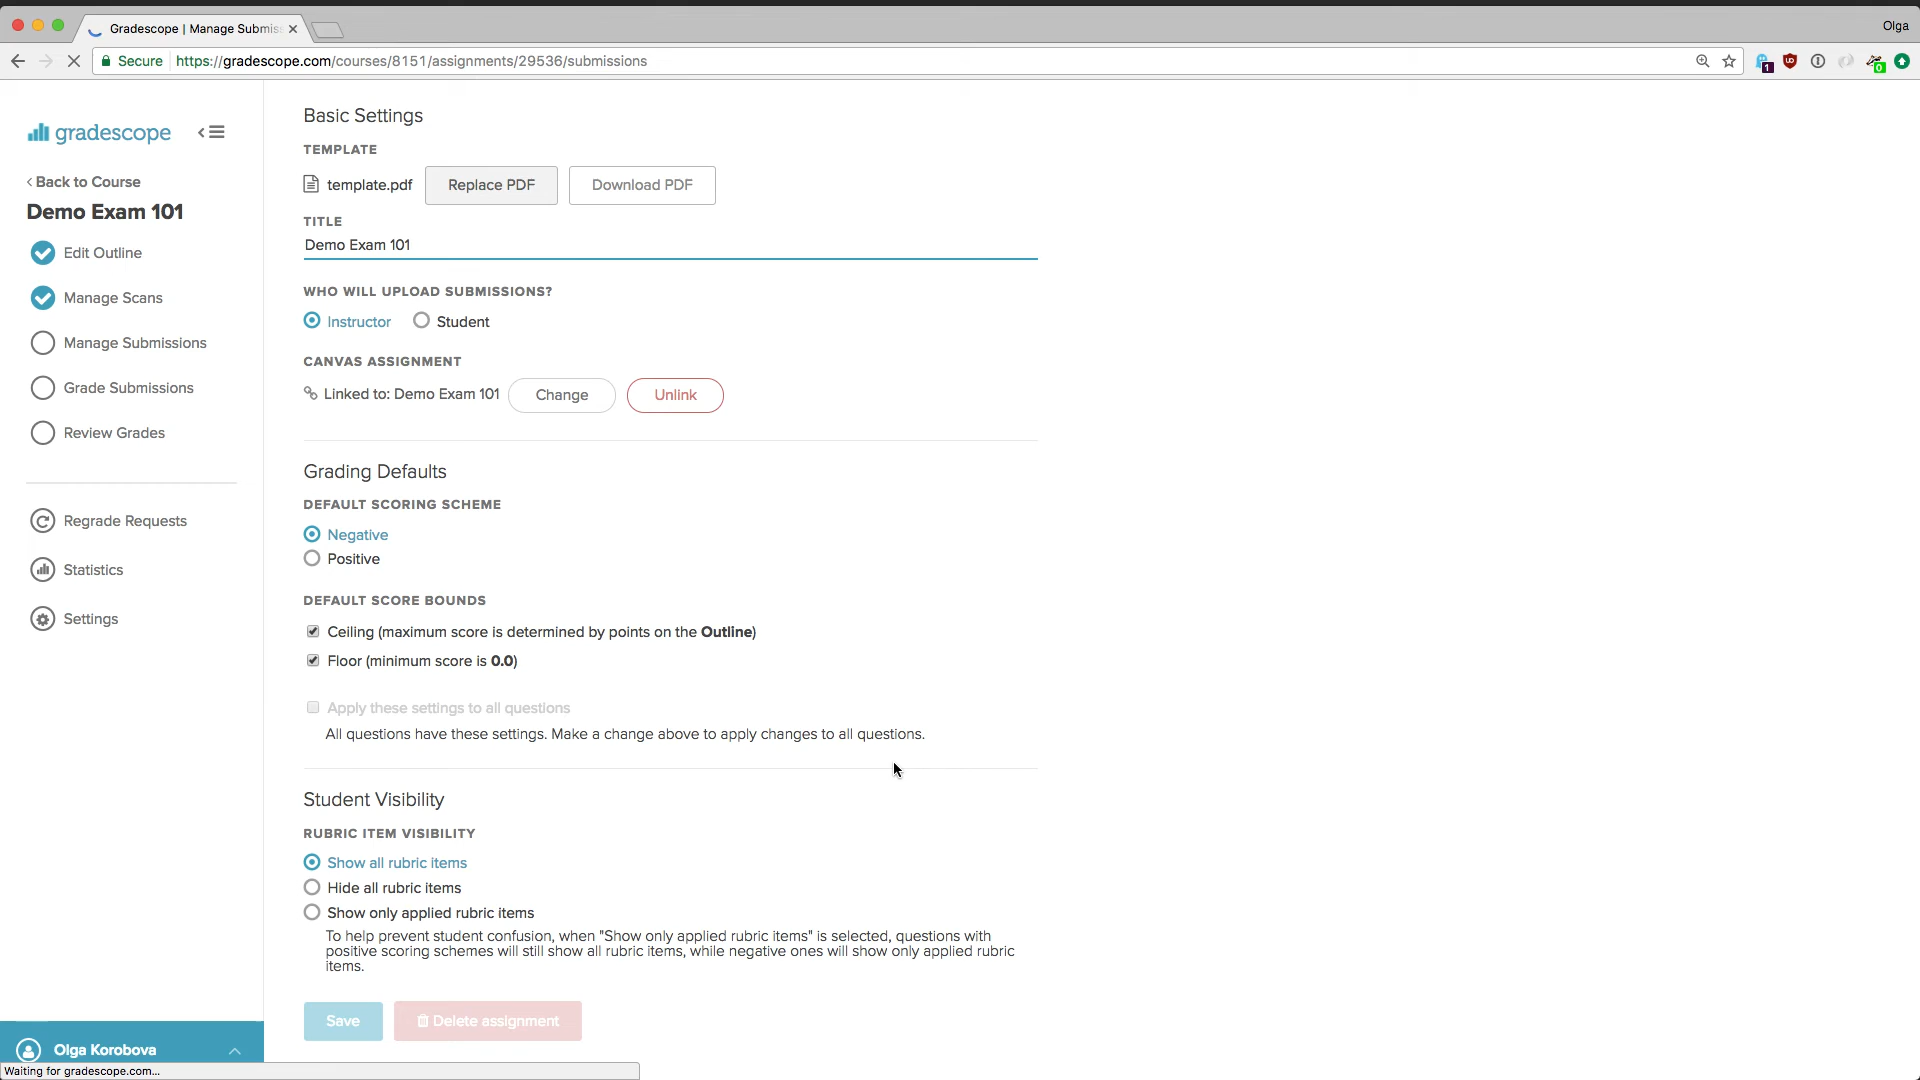 Gradescope | Manage Submis
Olga
Secure
https://gradescope.com/courses/8151/assignments/29536/submissions
1
0
gradescope
Back to Course
Demo Exam 101
Edit Outline
Manage Scans
Manage Submissions
Grade Submissions
Review Grades
Regrade Requests
Statistics
Settings
Olga Korobova
Waiting for gradescope.com...
Basic Settings
TEMPLATE
template.pdf Replace PDF Download PDF
TITLE
Demo Exam 101
WHO WILL UPLOAD SUBMISSIONS?
Instructor Student
CANVAS ASSIGNMENT
Linked to: Demo Exam 101 Change Unlink
Grading Defaults
DEFAULT SCORING SCHEME
Negative
Positive
DEFAULT SCORE BOUNDS
Ceiling (maximum score is determined by points on the Outline)
Floor (minimum score is 0.0)
Apply these settings to all questions
All questions have these settings. Make a change above to apply changes to all questions.
Student Visibility
RUBRIC ITEM VISIBILITY
Show all rubric items
Hide all rubric items
Show only applied rubric items
To help prevent student confusion, when "Show only applied rubric items" is selected, questions with
positive scoring schemes will still show all rubric items, while negative ones will show only applied rubric
items.
Save Delete assignment